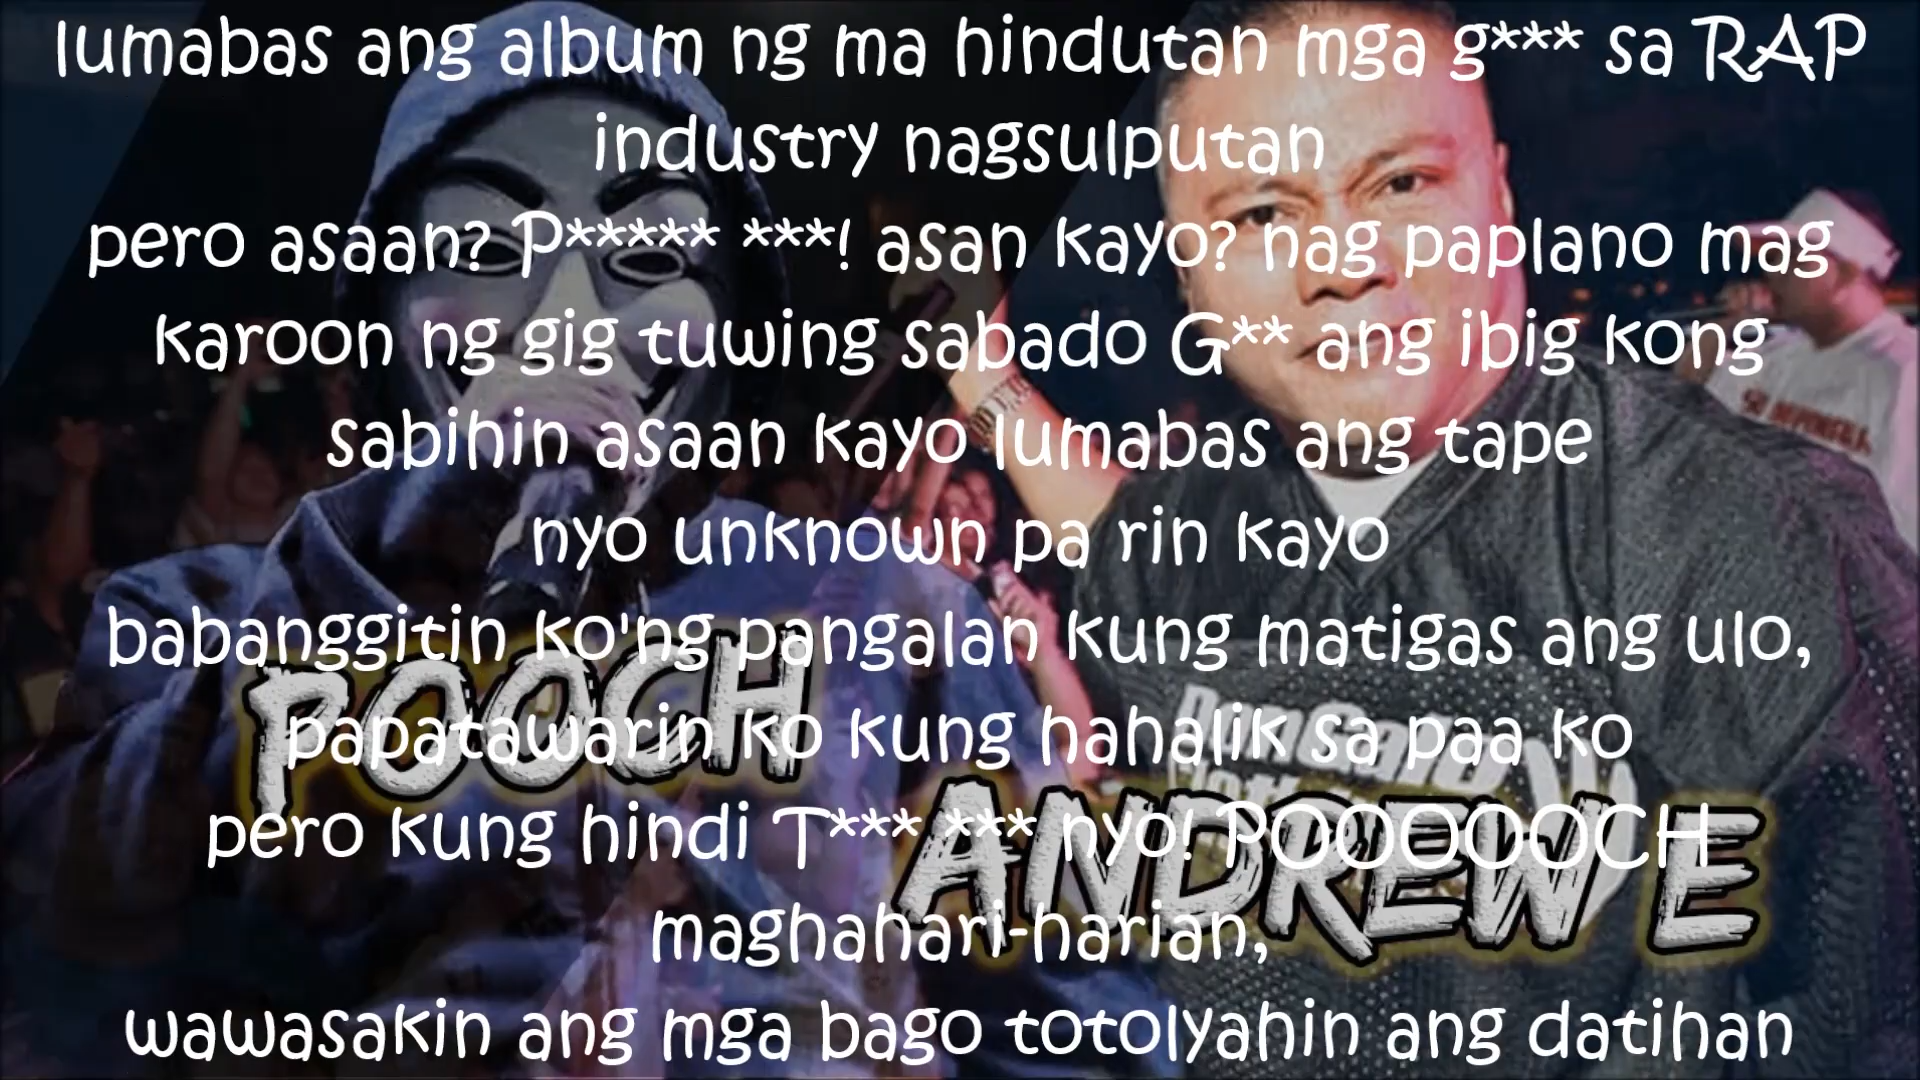 lumabas ang album ng ma hindutan mga g*** sa RAP
industry nagsulputan
pero asaan? P***** ***! asan kayo? nag paplano mag
karoon ng gig tuwing sabado G** ang ibig kong
sabihin asaan kayo lumabas ang tape
nyo unknown pa rin kayo
babanggitin ko'ng pangalan kung matigas ang ulo,
POOCH
papatawarin ko kung hahalik sa paa ko
pero kung hindi T*** *** nyo! POOOOOOCH
ANDREW E
maghahari-harian,
wawasakin ang mga bago totolyahin ang datihan